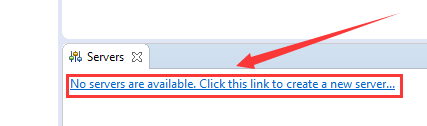 Servers
No servers are available. Click this link to create a new server...